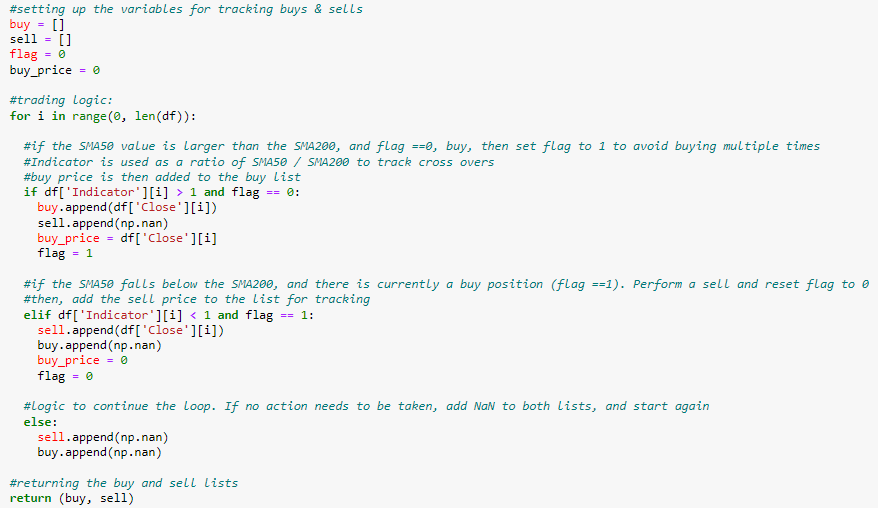 #setting up the variables for tracking buys & sells
buy = []
sell = []
flag = 0
buy_price = 0

#trading logic:
for i in range(0, len(df)):

  #if the SMA50 value is larger than the SMA200, and flag ==0, buy, then set flag to 1 to avoid buying multiple times
  #Indicator is used as a ratio of SMA50 / SMA200 to track cross overs
  #buy price is then added to the buy list
  if df['Indicator'][i] > 1 and flag == 0:
    buy.append(df['Close'][i])
    sell.append(np.nan)
    buy_price = df['Close'][i]
    flag = 1

  #if the SMA50 falls below the SMA200, and there is currently a buy position (flag ==1). Perform a sell and reset flag to 0
  #then, add the sell price to the list for tracking
  elif df['Indicator'][i] < 1 and flag == 1:
    sell.append(df['Close'][i])
    buy.append(np.nan)
    buy_price = 0
    flag = 0

  #logic to continue the loop. If no action needs to be taken, add NaN to both lists, and start again
  else:
    sell.append(np.nan)
    buy.append(np.nan)

#returning the buy and sell lists
return (buy, sell)